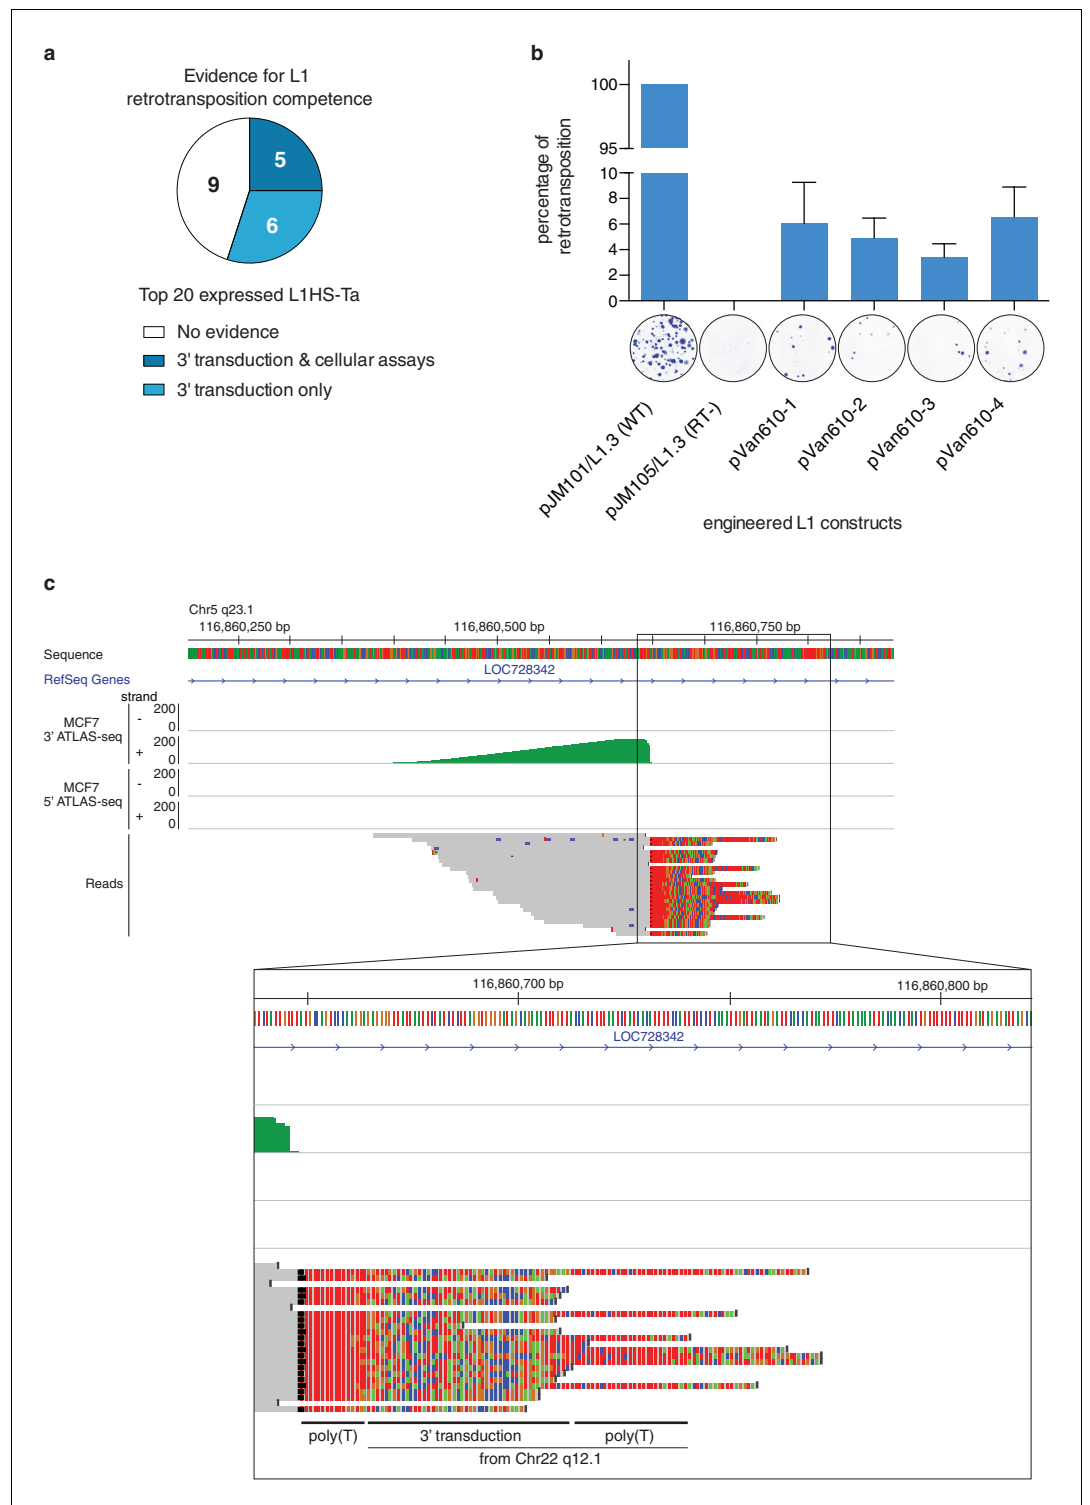 a
Evidence for L1
retrotransposition competence
9
5
6
Top 20 expressed L1HS-Ta
No evidence
3' transduction & cellular assays
3' transduction only
b
percentage of
retrotransposition
100
95
10
8
6
4
2
0
pJM101/L1.3 (WT)
pJM105/L1.3 (RT-)
pVan610-1
pVan610-2
pVan610-3
pVan610-4
engineered L1 constructs
c
Chr5 q23.1
116,860,250 bp 116,860,500 bp 116,860,750 bp
Sequence
LOC728342
RefSeq Genes
strand
MCF7
3' ATLAS-seq
- 200
0
+ 200
0
MCF7
5' ATLAS-seq
- 200
0
+ 200
0
Reads
116,860,700 bp 116,860,800 bp
LOC728342
poly(T) 3' transduction poly(T)
from Chr22 q12.1